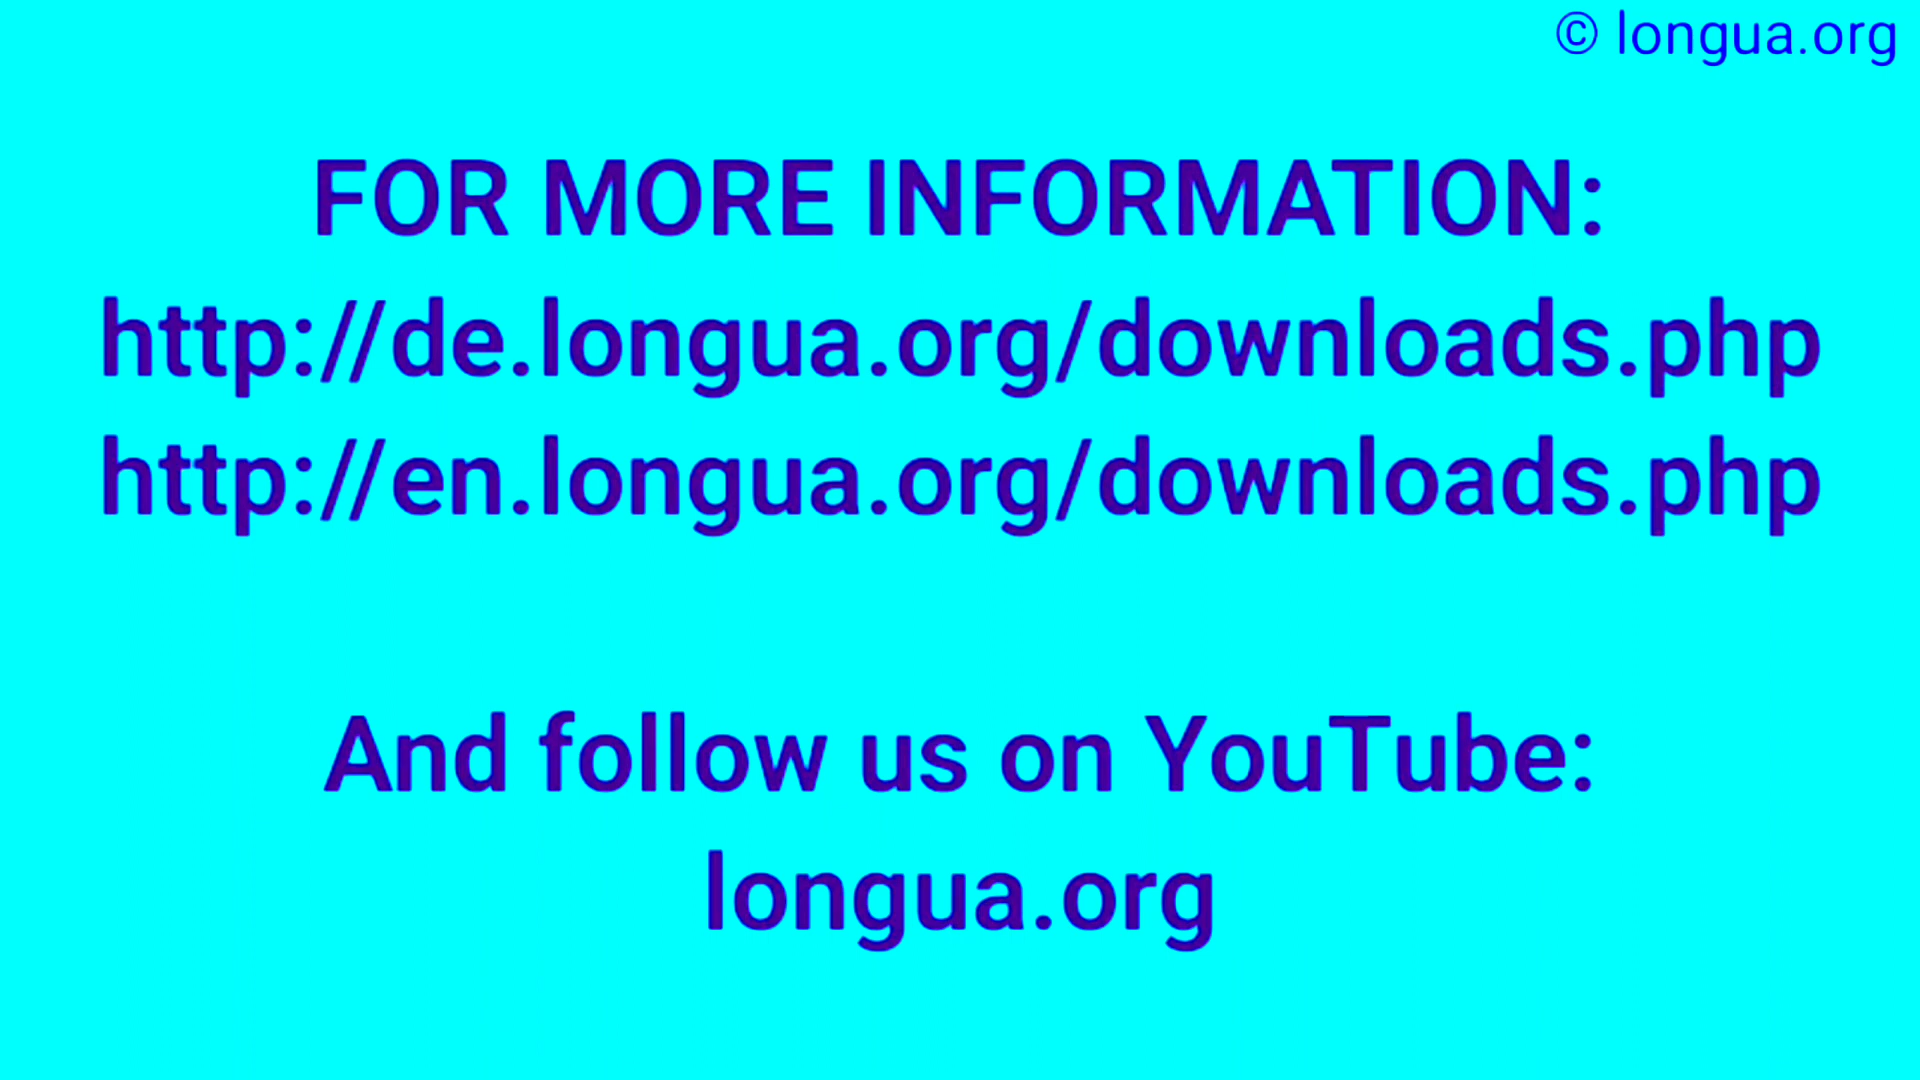 © longua.org
FOR MORE INFORMATION:
http://de.longua.org/downloads.php
http://en.longua.org/downloads.php
And follow us on YouTube:
longua.org